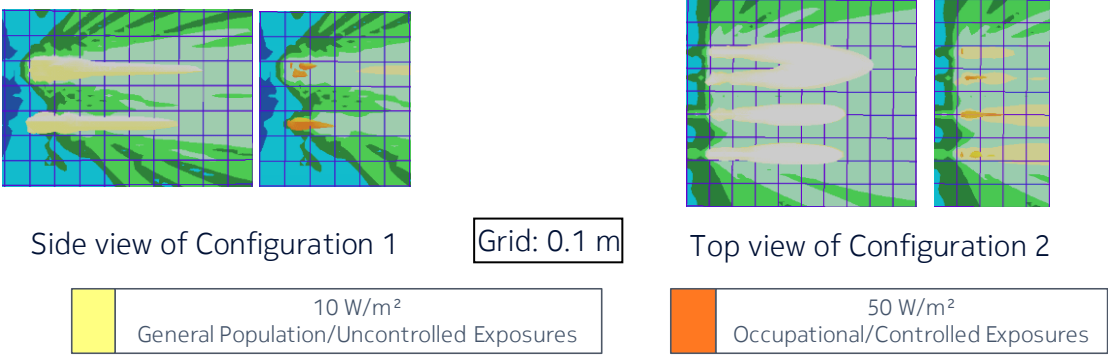 Side view of Configuration 1
Grid: 0.1 m
Top view of Configuration 2
10 W/m²
General Population/Uncontrolled Exposures
50 W/m²
Occupational/Controlled Exposures